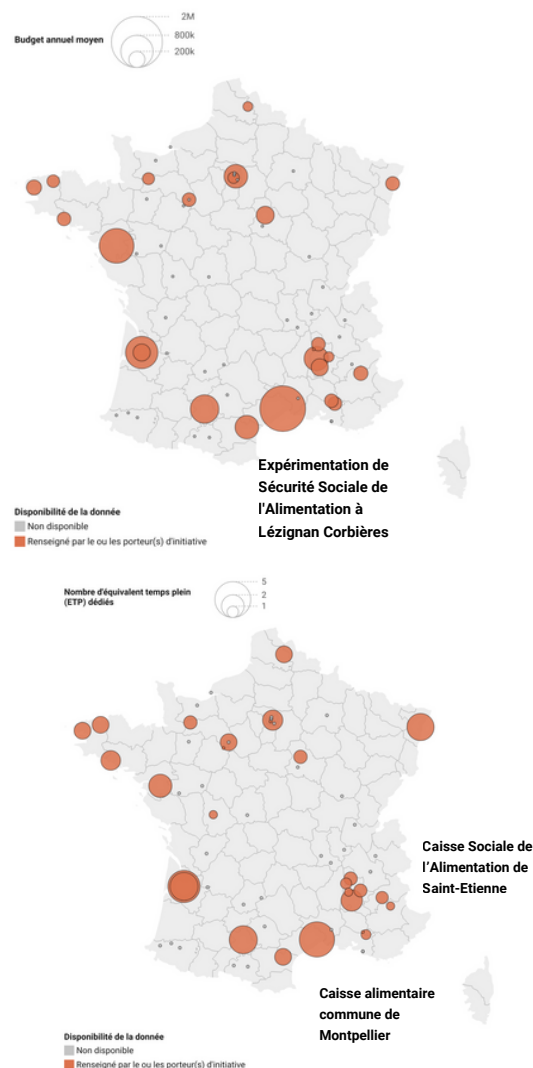 2M
Budget annuel moyen
800k
200k
Expérimentation de
Sécurité Sociale de
l'Alimentation à
Lézignan Corbières
Disponibilité de la donnée
Non disponible
Renseigné par le ou les porteur(s) d'initiative
Nombre d'équivalent temps plein
(ETP) dédiés
5
2
1
Caisse Sociale de
l’Alimentation de
Saint-Etienne
Caisse alimentaire
commune de
Montpellier
Disponibilité de la donnée
Non disponible
Renseigné par le ou les porteur(s) d'initiative